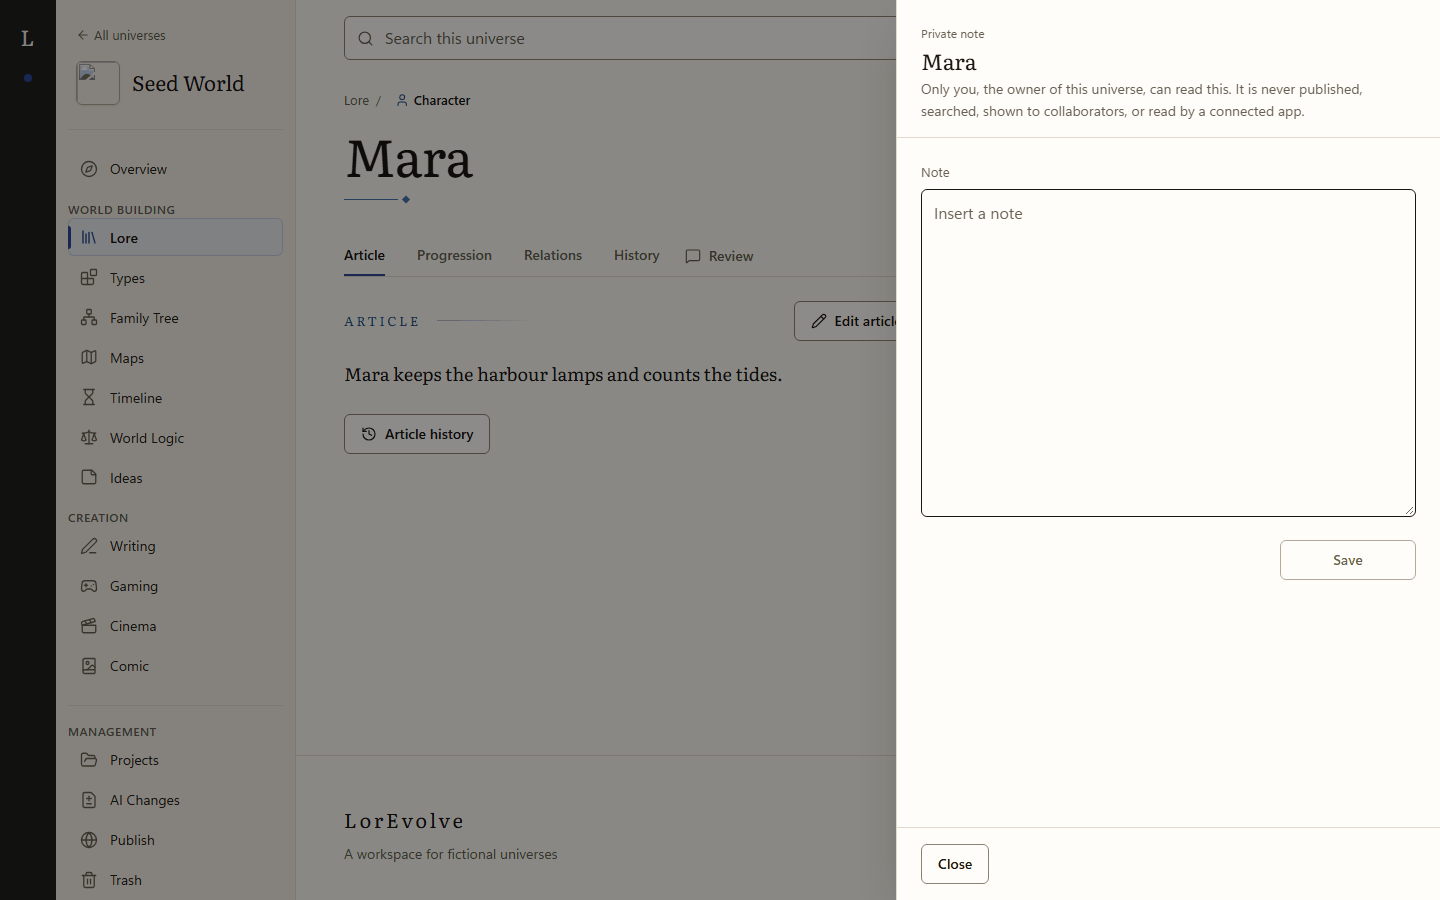 L
All universes
Seed World
Overview
WORLD BUILDING
Lore
Types
Family Tree
Maps
Timeline
World Logic
Ideas
CREATION
Writing
Gaming
Cinema
Comic
MANAGEMENT
Projects
AI Changes
Publish
Trash
Search this universe
Lore / Character
Mara
Article Progression Relations History Review
ARTICLE
Edit article
Mara keeps the harbour lamps and counts the tides.
Article history
LorEvolve
A workspace for fictional universes
Private note
Mara
Only you, the owner of this universe, can read this. It is never published,
searched, shown to collaborators, or read by a connected app.
Note
Insert a note
Save
Close